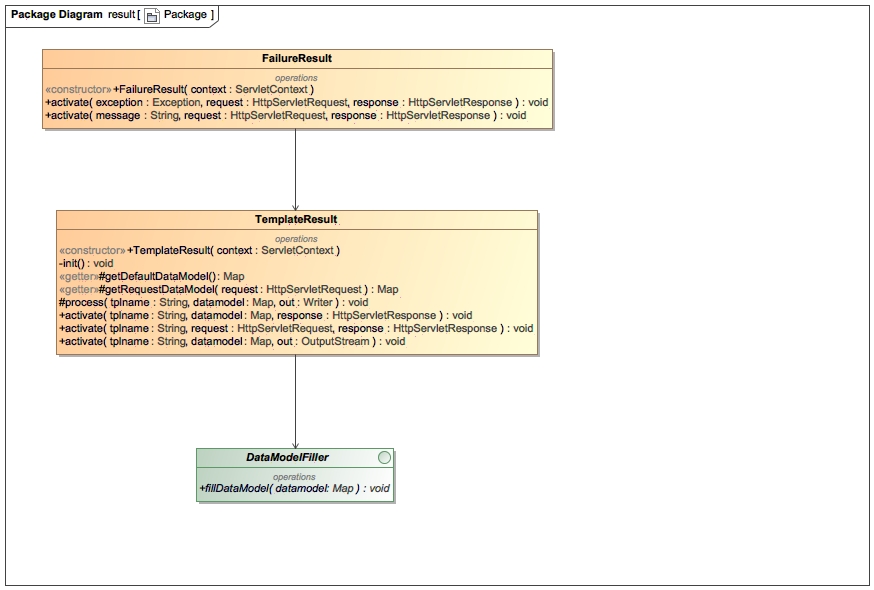 Package Diagram result [ Package ]
FailureResult
operations
«constructor» +FailureResult( context : ServletContext )
+activate( exception : Exception, request : HttpServletRequest, response : HttpServletResponse ) : void
+activate( message : String, request : HttpServletRequest, response : HttpServletResponse ) : void
TemplateResult
operations
«constructor» +TemplateResult( context : ServletContext )
-init() : void
«getter»#getDefaultDataModel() : Map
«getter»#getRequestDataModel( request : HttpServletRequest ) : Map
#process( tplname : String, datamodel : Map, out : Writer ) : void
+activate( tplname : String, datamodel : Map, response : HttpServletResponse ) : void
+activate( tplname : String, request : HttpServletRequest, response : HttpServletResponse ) : void
+activate( tplname : String, datamodel : Map, out : OutputStream ) : void
DataModelFiller
operations
+fillDataModel( datamodel: Map ) : void